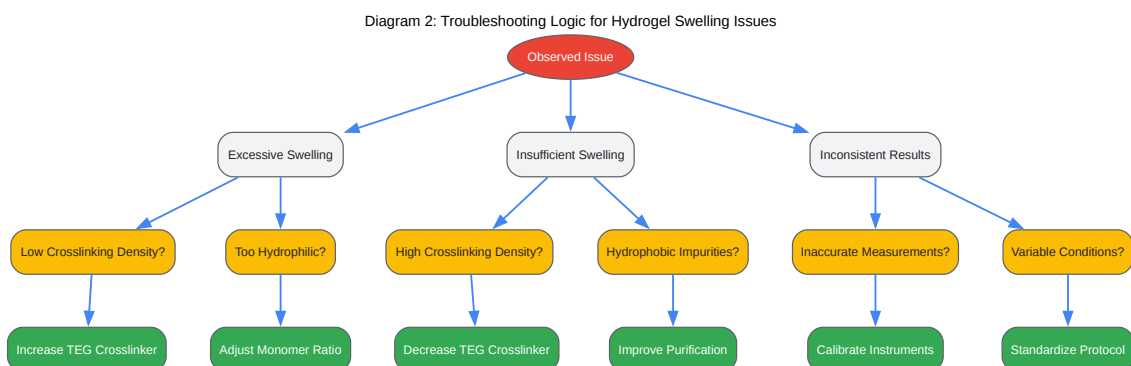 Diagram 2: Troubleshooting Logic for Hydrogel Swelling Issues
Observed Issue
Excessive Swelling
Insufficient Swelling
Inconsistent Results
Low Crosslinking Density?
Too Hydrophilic?
High Crosslinking Density?
Hydrophobic Impurities?
Inaccurate Measurements?
Variable Conditions?
Increase TEG Crosslinker
Adjust Monomer Ratio
Decrease TEG Crosslinker
Improve Purification
Calibrate Instruments
Standardize Protocol